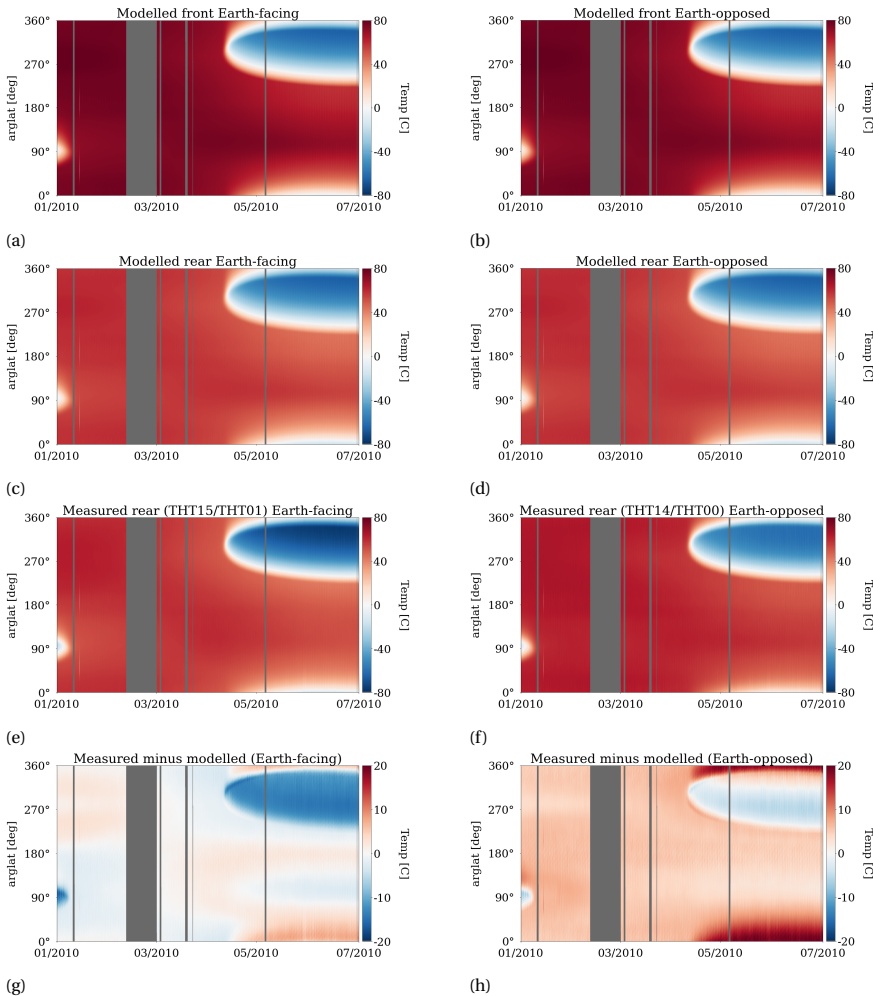 Modelled front Earth-facing
360°
270°
180°
90°
0°
arglat [deg]
01/2010 03/2010 05/2010 07/2010
80
40
0
-40
-80
Temp [C]
(a)
Modelled front Earth-opposed
360°
270°
180°
90°
0°
arglat [deg]
01/2010 03/2010 05/2010 07/2010
80
40
0
-40
-80
Temp [C]
(b)
Modelled rear Earth-facing
360°
270°
180°
90°
0°
arglat [deg]
01/2010 03/2010 05/2010 07/2010
80
40
0
-40
-80
Temp [C]
(c)
Modelled rear Earth-opposed
360°
270°
180°
90°
0°
arglat [deg]
01/2010 03/2010 05/2010 07/2010
80
40
0
-40
-80
Temp [C]
(d)
Measured rear (THT15/THT01) Earth-facing
360°
270°
180°
90°
0°
arglat [deg]
01/2010 03/2010 05/2010 07/2010
80
40
0
-40
-80
Temp [C]
(e)
Measured rear (THT14/THT00) Earth-opposed
360°
270°
180°
90°
0°
arglat [deg]
01/2010 03/2010 05/2010 07/2010
80
40
0
-40
-80
Temp [C]
(f)
Measured minus modelled (Earth-facing)
360°
270°
180°
90°
0°
arglat [deg]
01/2010 03/2010 05/2010 07/2010
20
10
0
-10
-20
Temp [C]
(g)
Measured minus modelled (Earth-opposed)
360°
270°
180°
90°
0°
arglat [deg]
01/2010 03/2010 05/2010 07/2010
20
10
0
-10
-20
Temp [C]
(h)